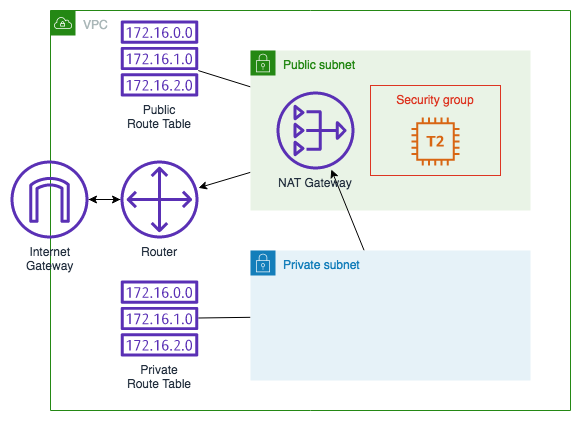 VPC
172.16.0.0
172.16.1.0
172.16.2.0
Public
Route Table
Public subnet
Security group
T2
NAT Gateway
Internet
Gateway
Router
Private subnet
172.16.0.0
172.16.1.0
172.16.2.0
Private
Route Table